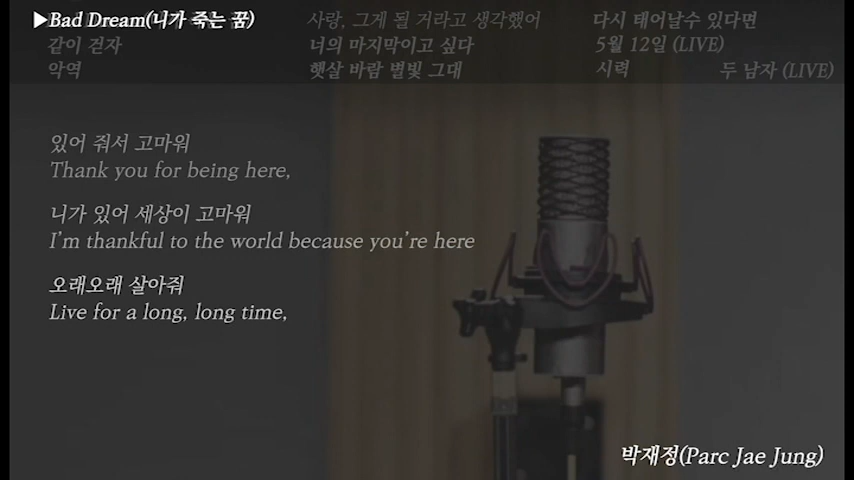 ▶Bad Dream(니가 죽는 꿈)
사랑, 그게 될 거라고 생각했어
다시 태어날수 있다면
같이 걷자
너의 마지막이고 싶다
5월 12일 (LIVE)
악역
햇살 바람 별빛 그대
시력
두 남자 (LIVE)
있어 줘서 고마워
Thank you for being here,
니가 있어 세상이 고마워
I'm thankful to the world because you're here
오래오래 살아줘
Live for a long, long time,
박재정(Parc Jae Jung)